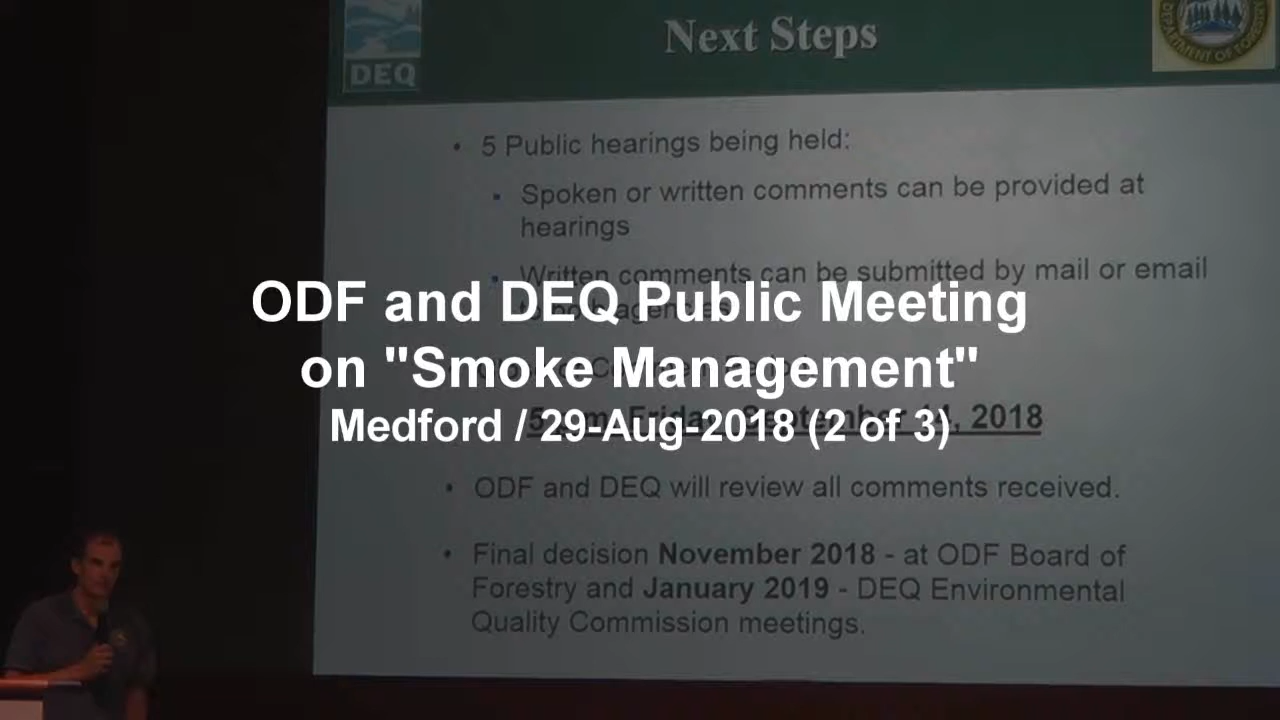 Next Steps
DEQ
DEPARTMENT OF FORESTRY
• 5 Public hearings being held:
▪ Spoken or written comments can be provided at
hearings
▪ Written comments can be submitted by mail or email
ODF and DEQ Public Meeting
on "Smoke Management"
Medford / 29-Aug-2018 (2 of 3)
2018
• ODF and DEQ will review all comments received.
• Final decision November 2018 - at ODF Board of
Forestry and January 2019 - DEQ Environmental
Quality Commission meetings.